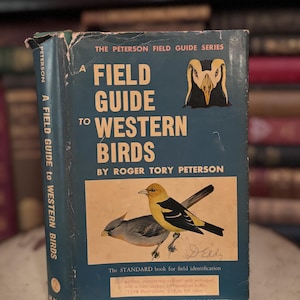 THE PETERSON FIELD GUIDE SERIES
A FIELD
GUIDE
TO WESTERN
BIRDS
BY ROGER TORY PETERSON
The STANDARD book for field identification
PETERSON
A FIELD GUIDE to WESTERN BIRDS